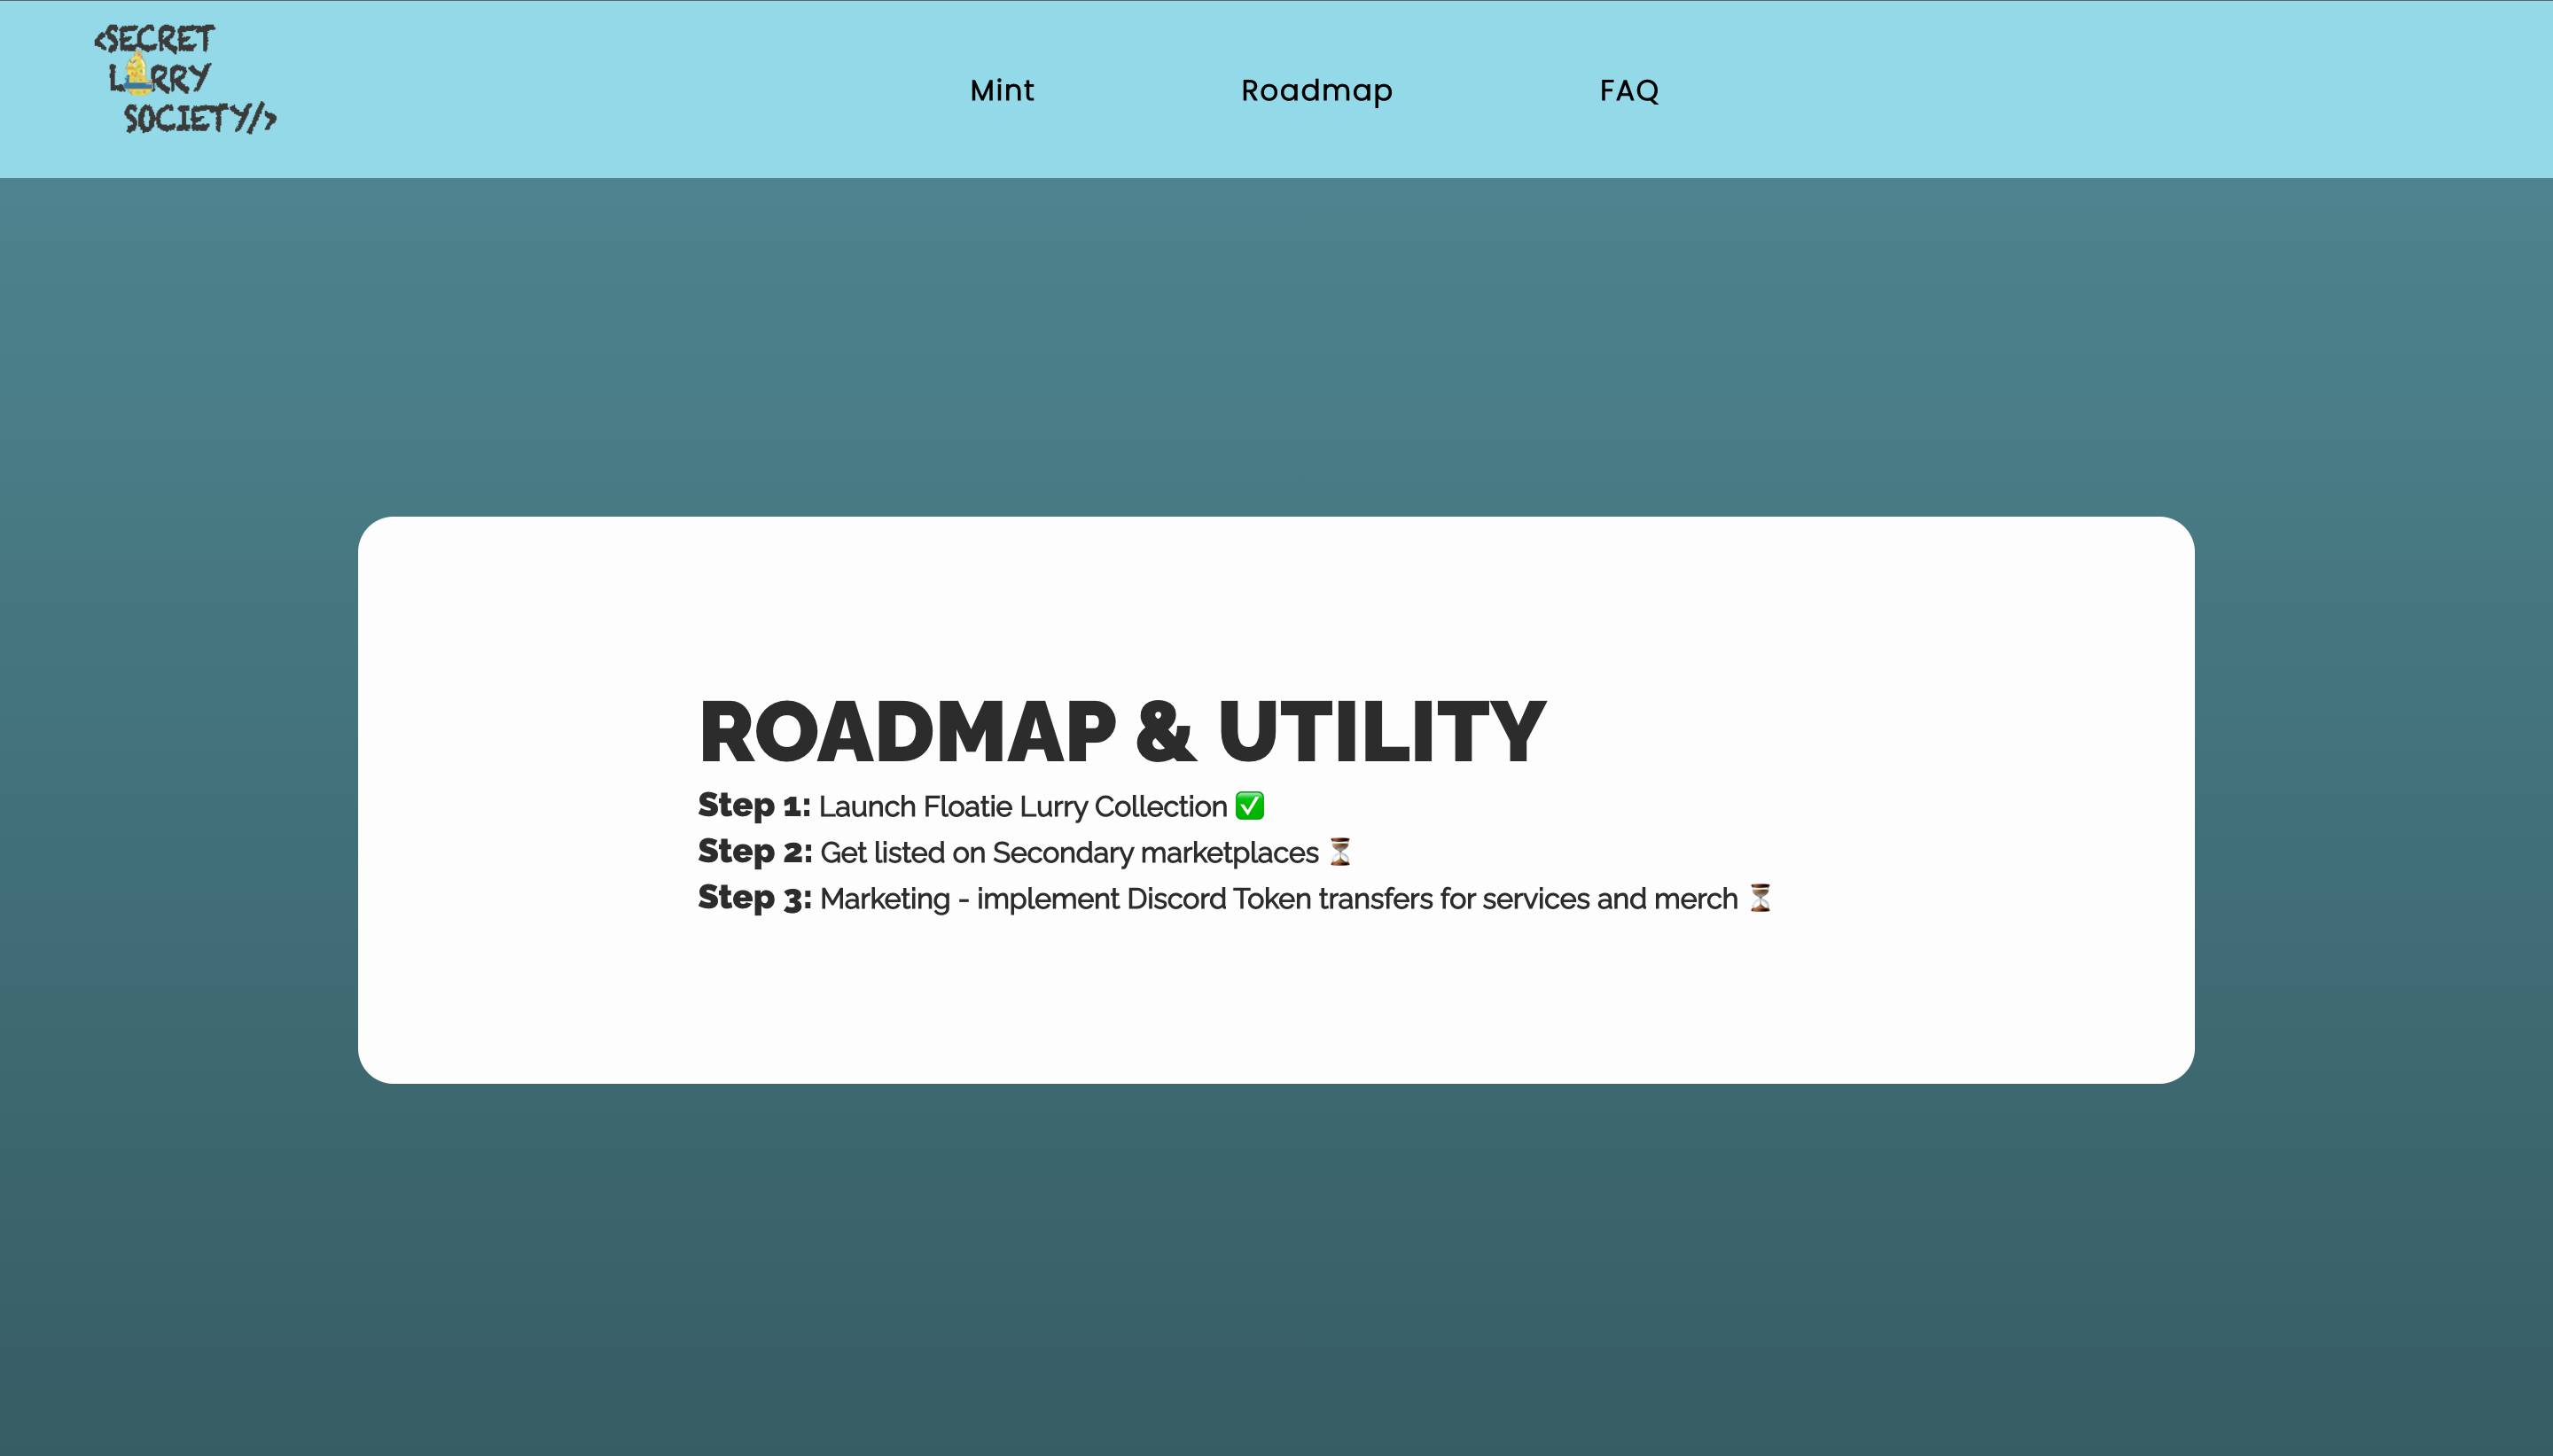 <SECRET
LURRY
SOCIETY/>
Mint
Roadmap
FAQ
ROADMAP & UTILITY
Step 1: Launch Floatie Lurry Collection ✅
Step 2: Get listed on Secondary marketplaces ⏳
Step 3: Marketing - implement Discord Token transfers for services and merch ⏳